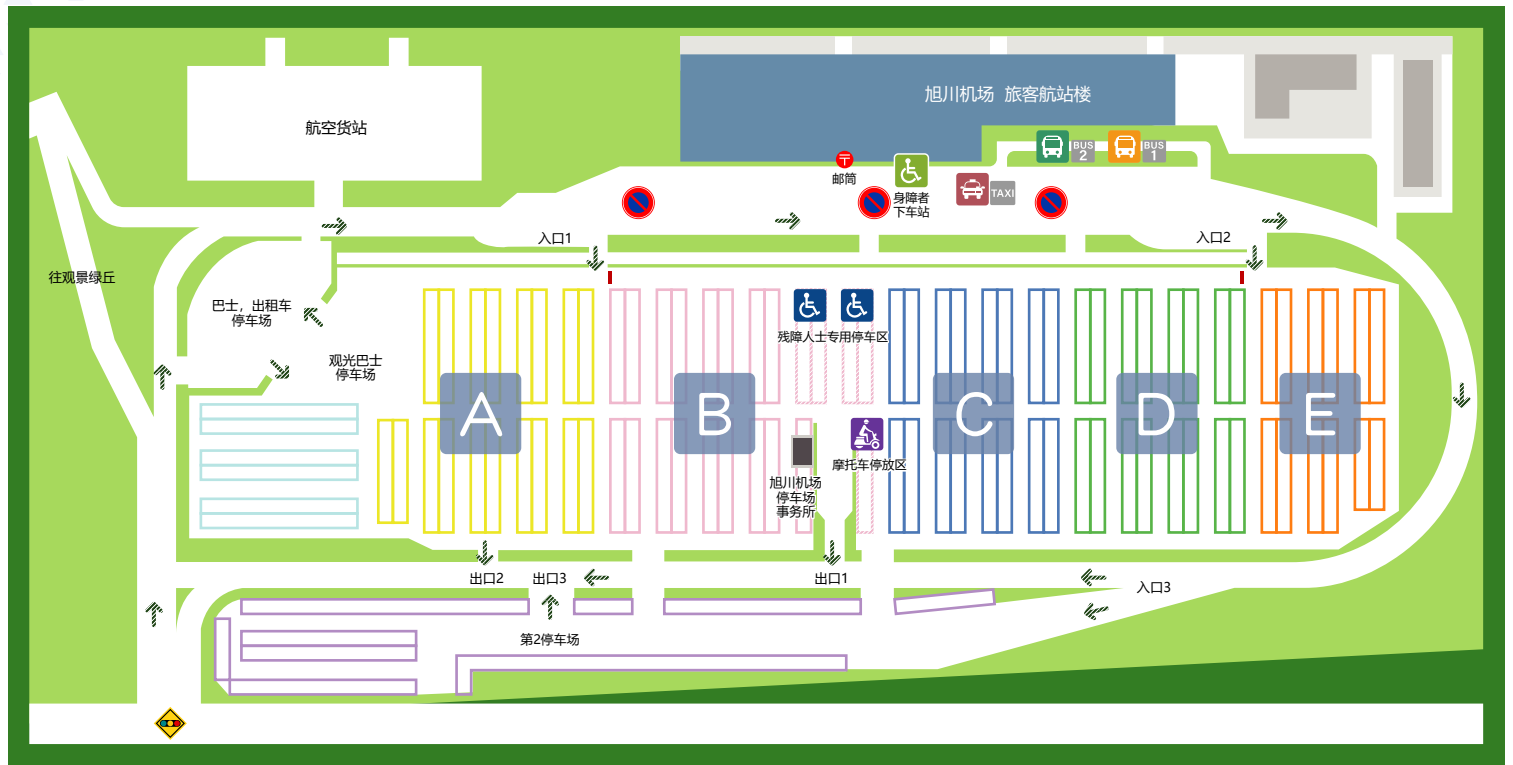 旭川机场 旅客航站楼
航空货站
BUS
2
BUS
1
邮筒
身障者
下车站
TAXI
入口1
入口2
往观景绿丘
巴士，出租车
停车场
观光巴士
停车场
残障人士专用停车区
A
B
C
D
E
摩托车停放区
旭川机场
停车场
事务所
出口2
出口3
出口1
入口3
第2停车场